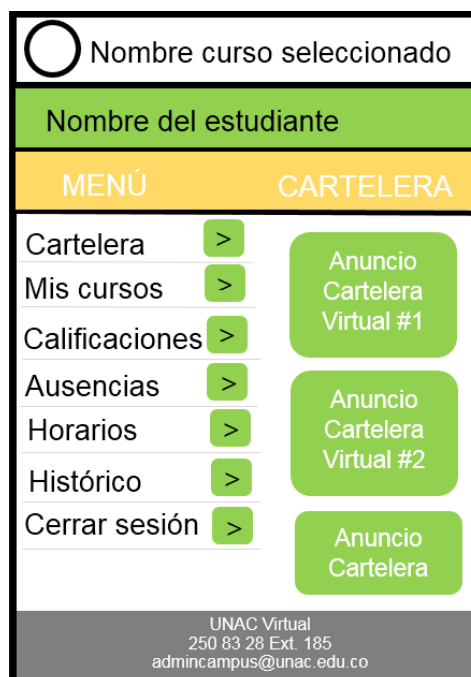 Nombre curso seleccionado
Nombre del estudiante
MENÚ
CARTELERA
Cartelera >
Mis cursos >
Calificaciones >
Ausencias >
Horarios >
Histórico >
Cerrar sesión >
Anuncio
Cartelera
Virtual #1
Anuncio
Cartelera
Virtual #2
Anuncio
Cartelera
UNAC Virtual
250 83 28 Ext. 185
admincampus@unac.edu.co